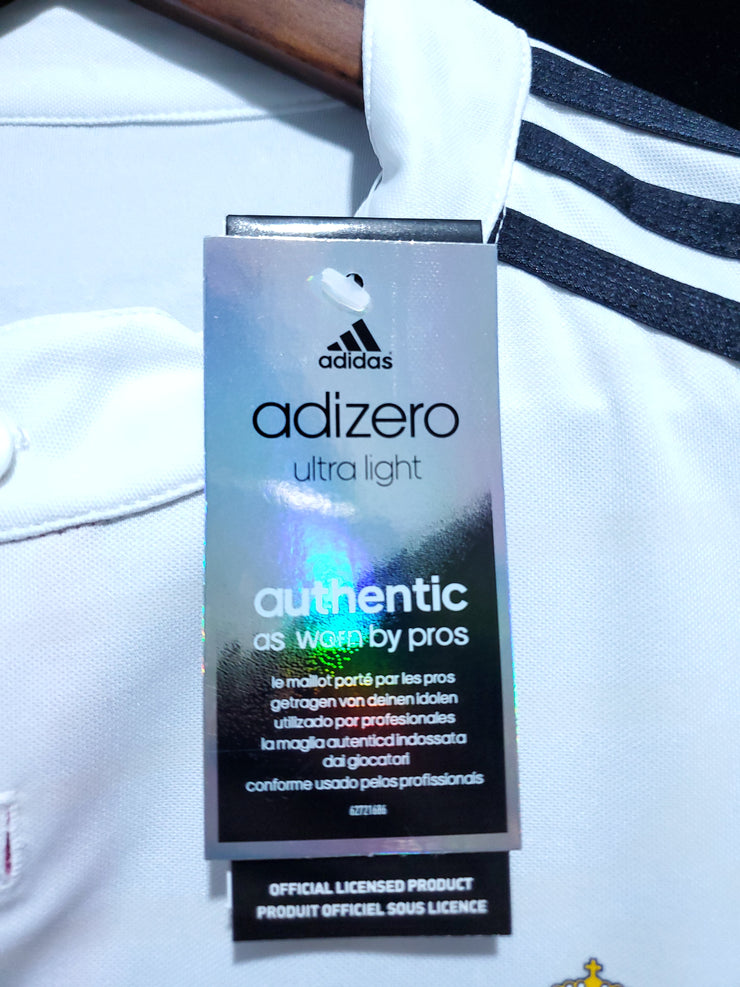 adidas
adizero
ultra light
authentic
as worn by pros
le maillot porté par les pros
getragen von deinen idolen
utilizado por profesionales
la maglia autenticd indossata
dai giocatori
conforme usado pelos profissionais
62721686
OFFICIAL LICENSED PRODUCT
PRODUIT OFFICIEL SOUS LICENCE